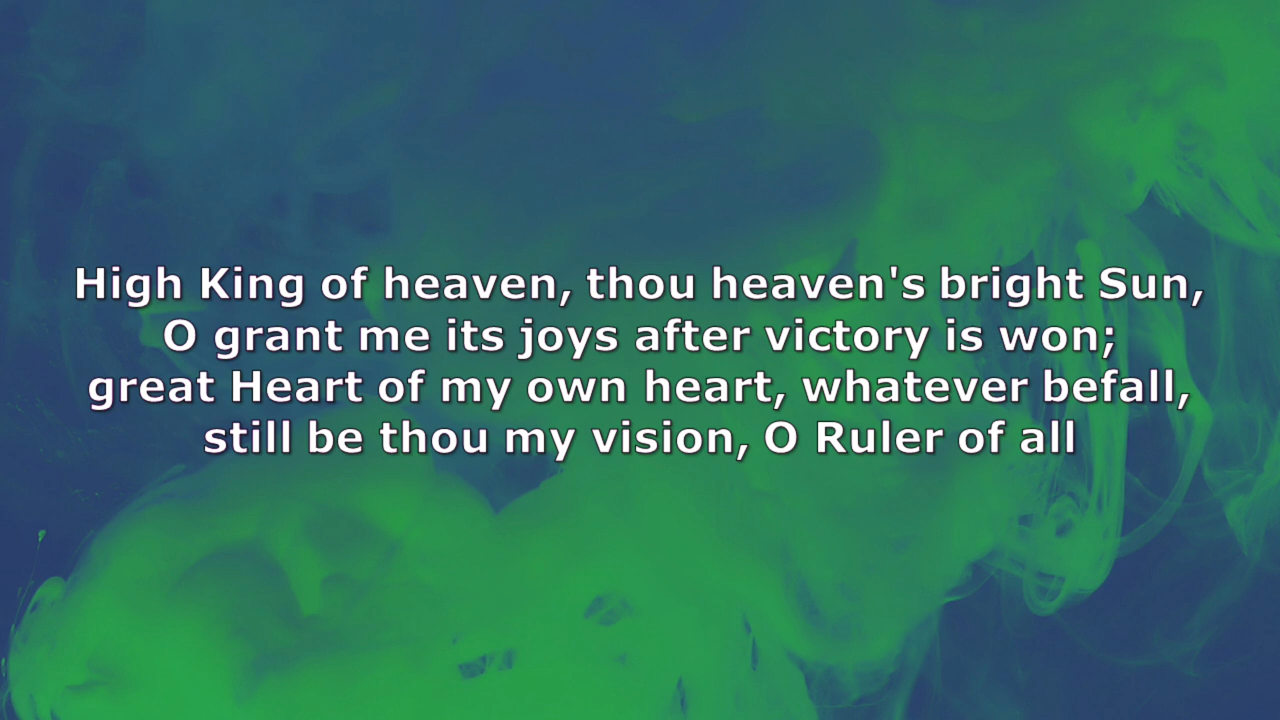 High King of heaven, thou heaven's bright Sun,
O grant me its joys after victory is won;
great Heart of my own heart, whatever befall,
still be thou my vision, O Ruler of all